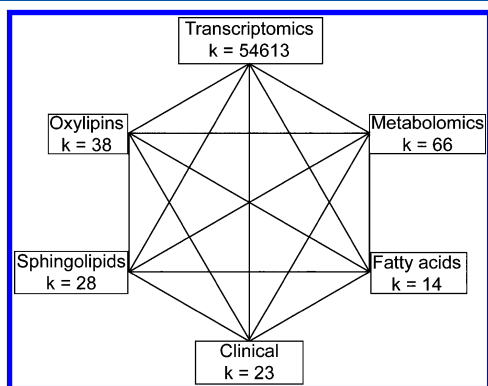 Transcriptomics
k = 54613
Oxylipins
k = 38
Metabolomics
k = 66
Sphingolipids
k = 28
Fatty acids
k = 14
Clinical
k = 23